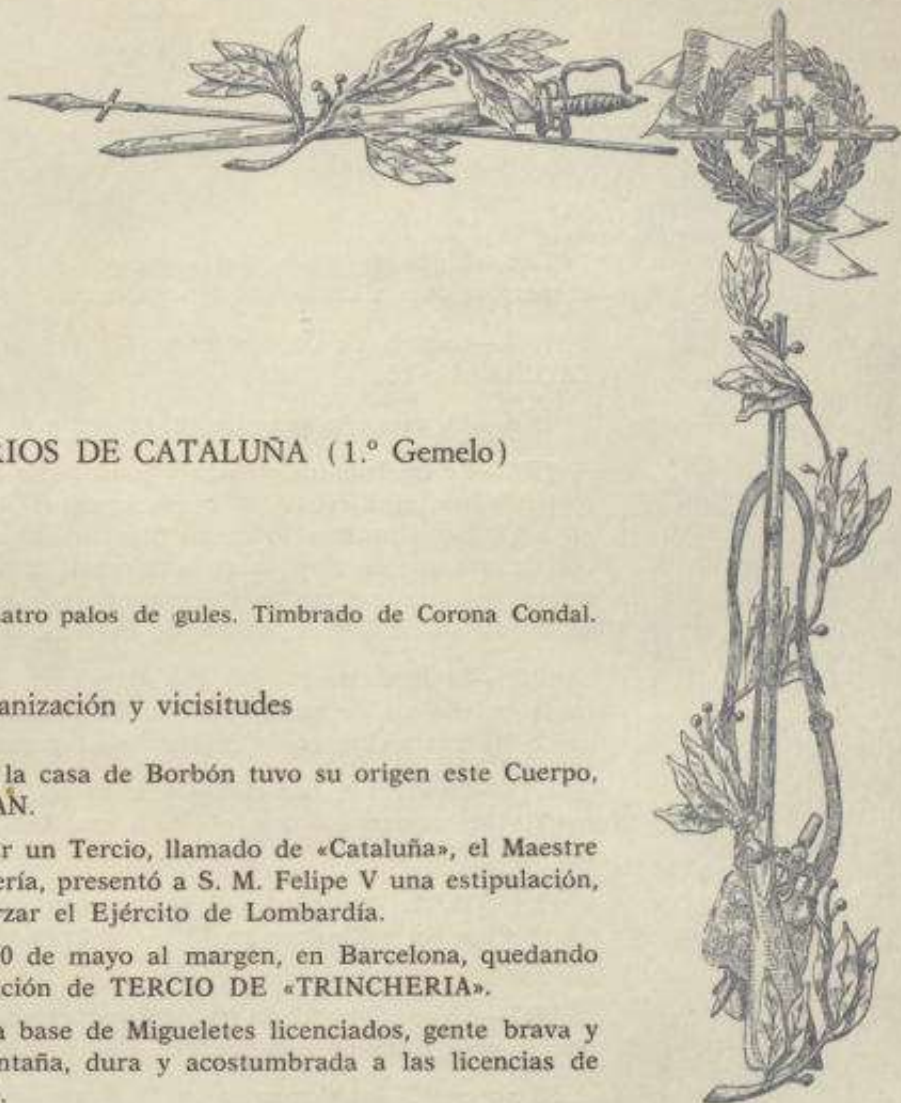 RIOS DE CATALUÑA (1.º Gemelo)
atro palos de gules. Timbrado de Corona Condal.
anización y vicisitudes
la casa de Borbón tuvo su origen este Cuerpo,
AN.
r un Tercio, llamado de «Cataluña», el Maestre
ería, presentó a S. M. Felipe V una estipulación,
rzar el Ejército de Lombardía.
0 de mayo al margen, en Barcelona, quedando
ción de TERCIO DE «TRINCHERIA».
a base de Migueletes licenciados, gente brava y
ntaña, dura y acostumbrada a las licencias de